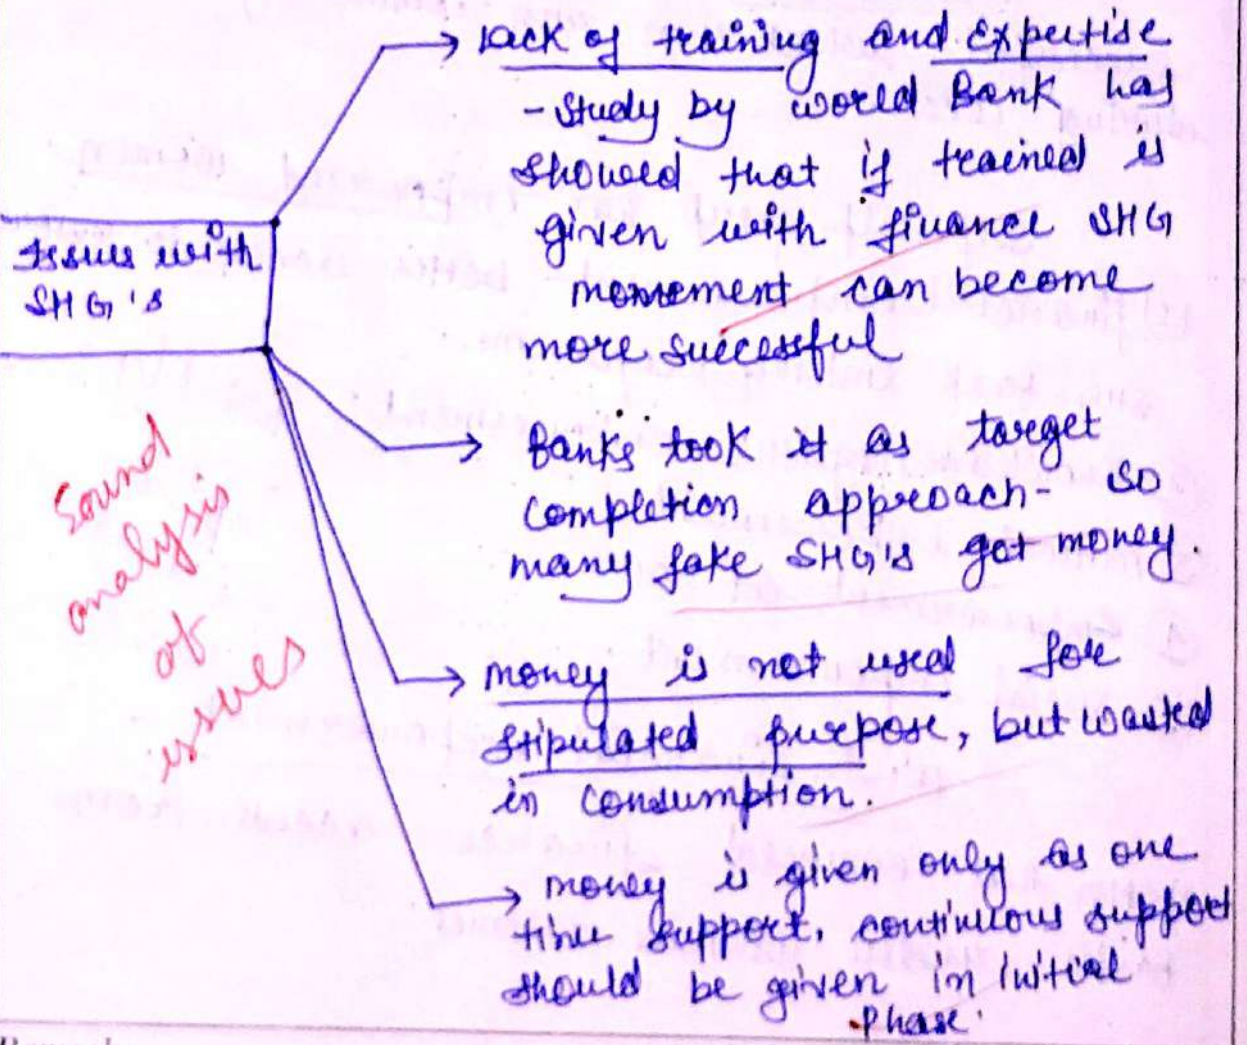 Lack of training and Expertise
- Study by world Bank has
showed that if trained is
given with finance SHG
movement can become
more successful
Issues with
SHG's
Banks took it as target
completion approach - so
many fake SHG's got money.
Sound
analysis
of
issues
money is not used for
stipulated purpose, but wasted
in consumption.
money is given only as one
time support, continuous support
should be given in initial
Phase.